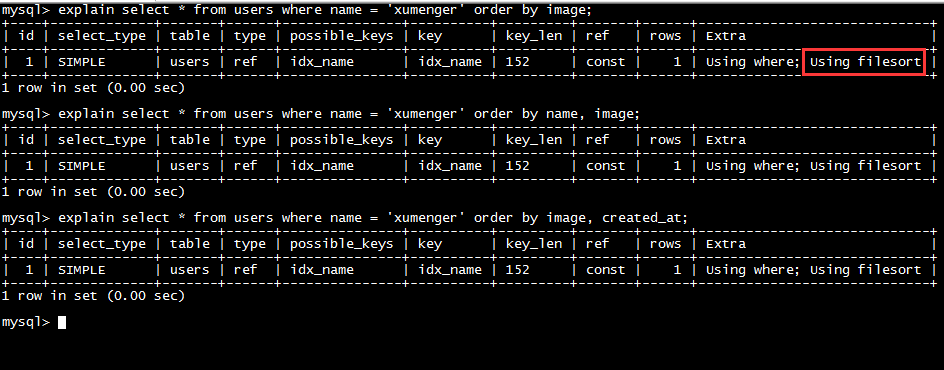 mysql> explain select * from users where name = 'xumenger' order by image;
+----+-------------+-------+------+---------------+----------+---------+-------+------+-----------------------------+
| id | select_type | table | type | possible_keys | key      | key_len | ref   | rows | Extra                       |
+----+-------------+-------+------+---------------+----------+---------+-------+------+-----------------------------+
|  1 | SIMPLE      | users | ref  | idx_name      | idx_name | 152     | const |    1 | Using where; Using filesort |
+----+-------------+-------+------+---------------+----------+---------+-------+------+-----------------------------+
1 row in set (0.00 sec)
mysql> explain select * from users where name = 'xumenger' order by name, image;
+----+-------------+-------+------+---------------+----------+---------+-------+------+-----------------------------+
| id | select_type | table | type | possible_keys | key      | key_len | ref   | rows | Extra                       |
+----+-------------+-------+------+---------------+----------+---------+-------+------+-----------------------------+
|  1 | SIMPLE      | users | ref  | idx_name      | idx_name | 152     | const |    1 | Using where; Using filesort |
+----+-------------+-------+------+---------------+----------+---------+-------+------+-----------------------------+
1 row in set (0.00 sec)
mysql> explain select * from users where name = 'xumenger' order by image, created_at;
+----+-------------+-------+------+---------------+----------+---------+-------+------+-----------------------------+
| id | select_type | table | type | possible_keys | key      | key_len | ref   | rows | Extra                       |
+----+-------------+-------+------+---------------+----------+---------+-------+------+-----------------------------+
|  1 | SIMPLE      | users | ref  | idx_name      | idx_name | 152     | const |    1 | Using where; Using filesort |
+----+-------------+-------+------+---------------+----------+---------+-------+------+-----------------------------+
1 row in set (0.00 sec)
mysql>